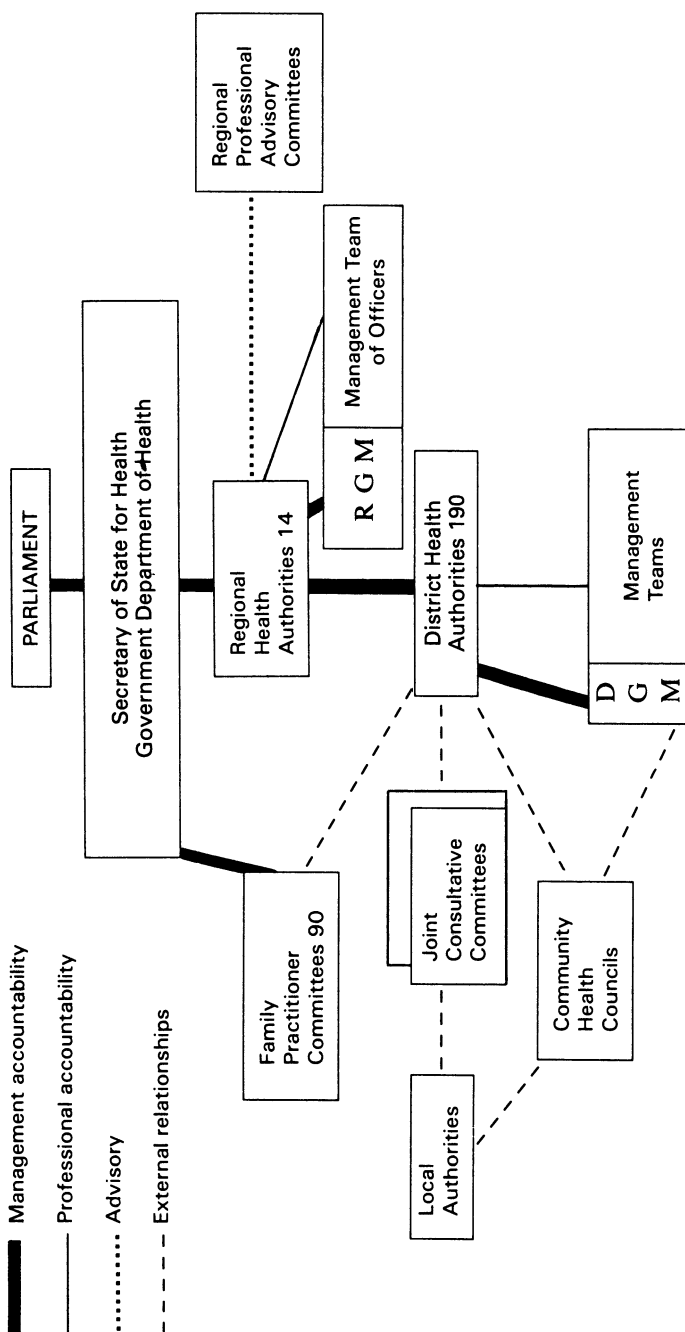 Management accountability
Professional accountability
Advisory
External relationships
PARLIAMENT
Secretary of State for Health
Government Department of Health
Family
Practitioner
Committees 90
Regional
Health
Authorities 14
Regional
Professional
Advisory
Committees
R G M
Management Team
of Officers
Local
Authorities
Joint
Consultative
Committees
District Health
Authorities 190
Community
Health
Councils
D
G
M
Management
Teams